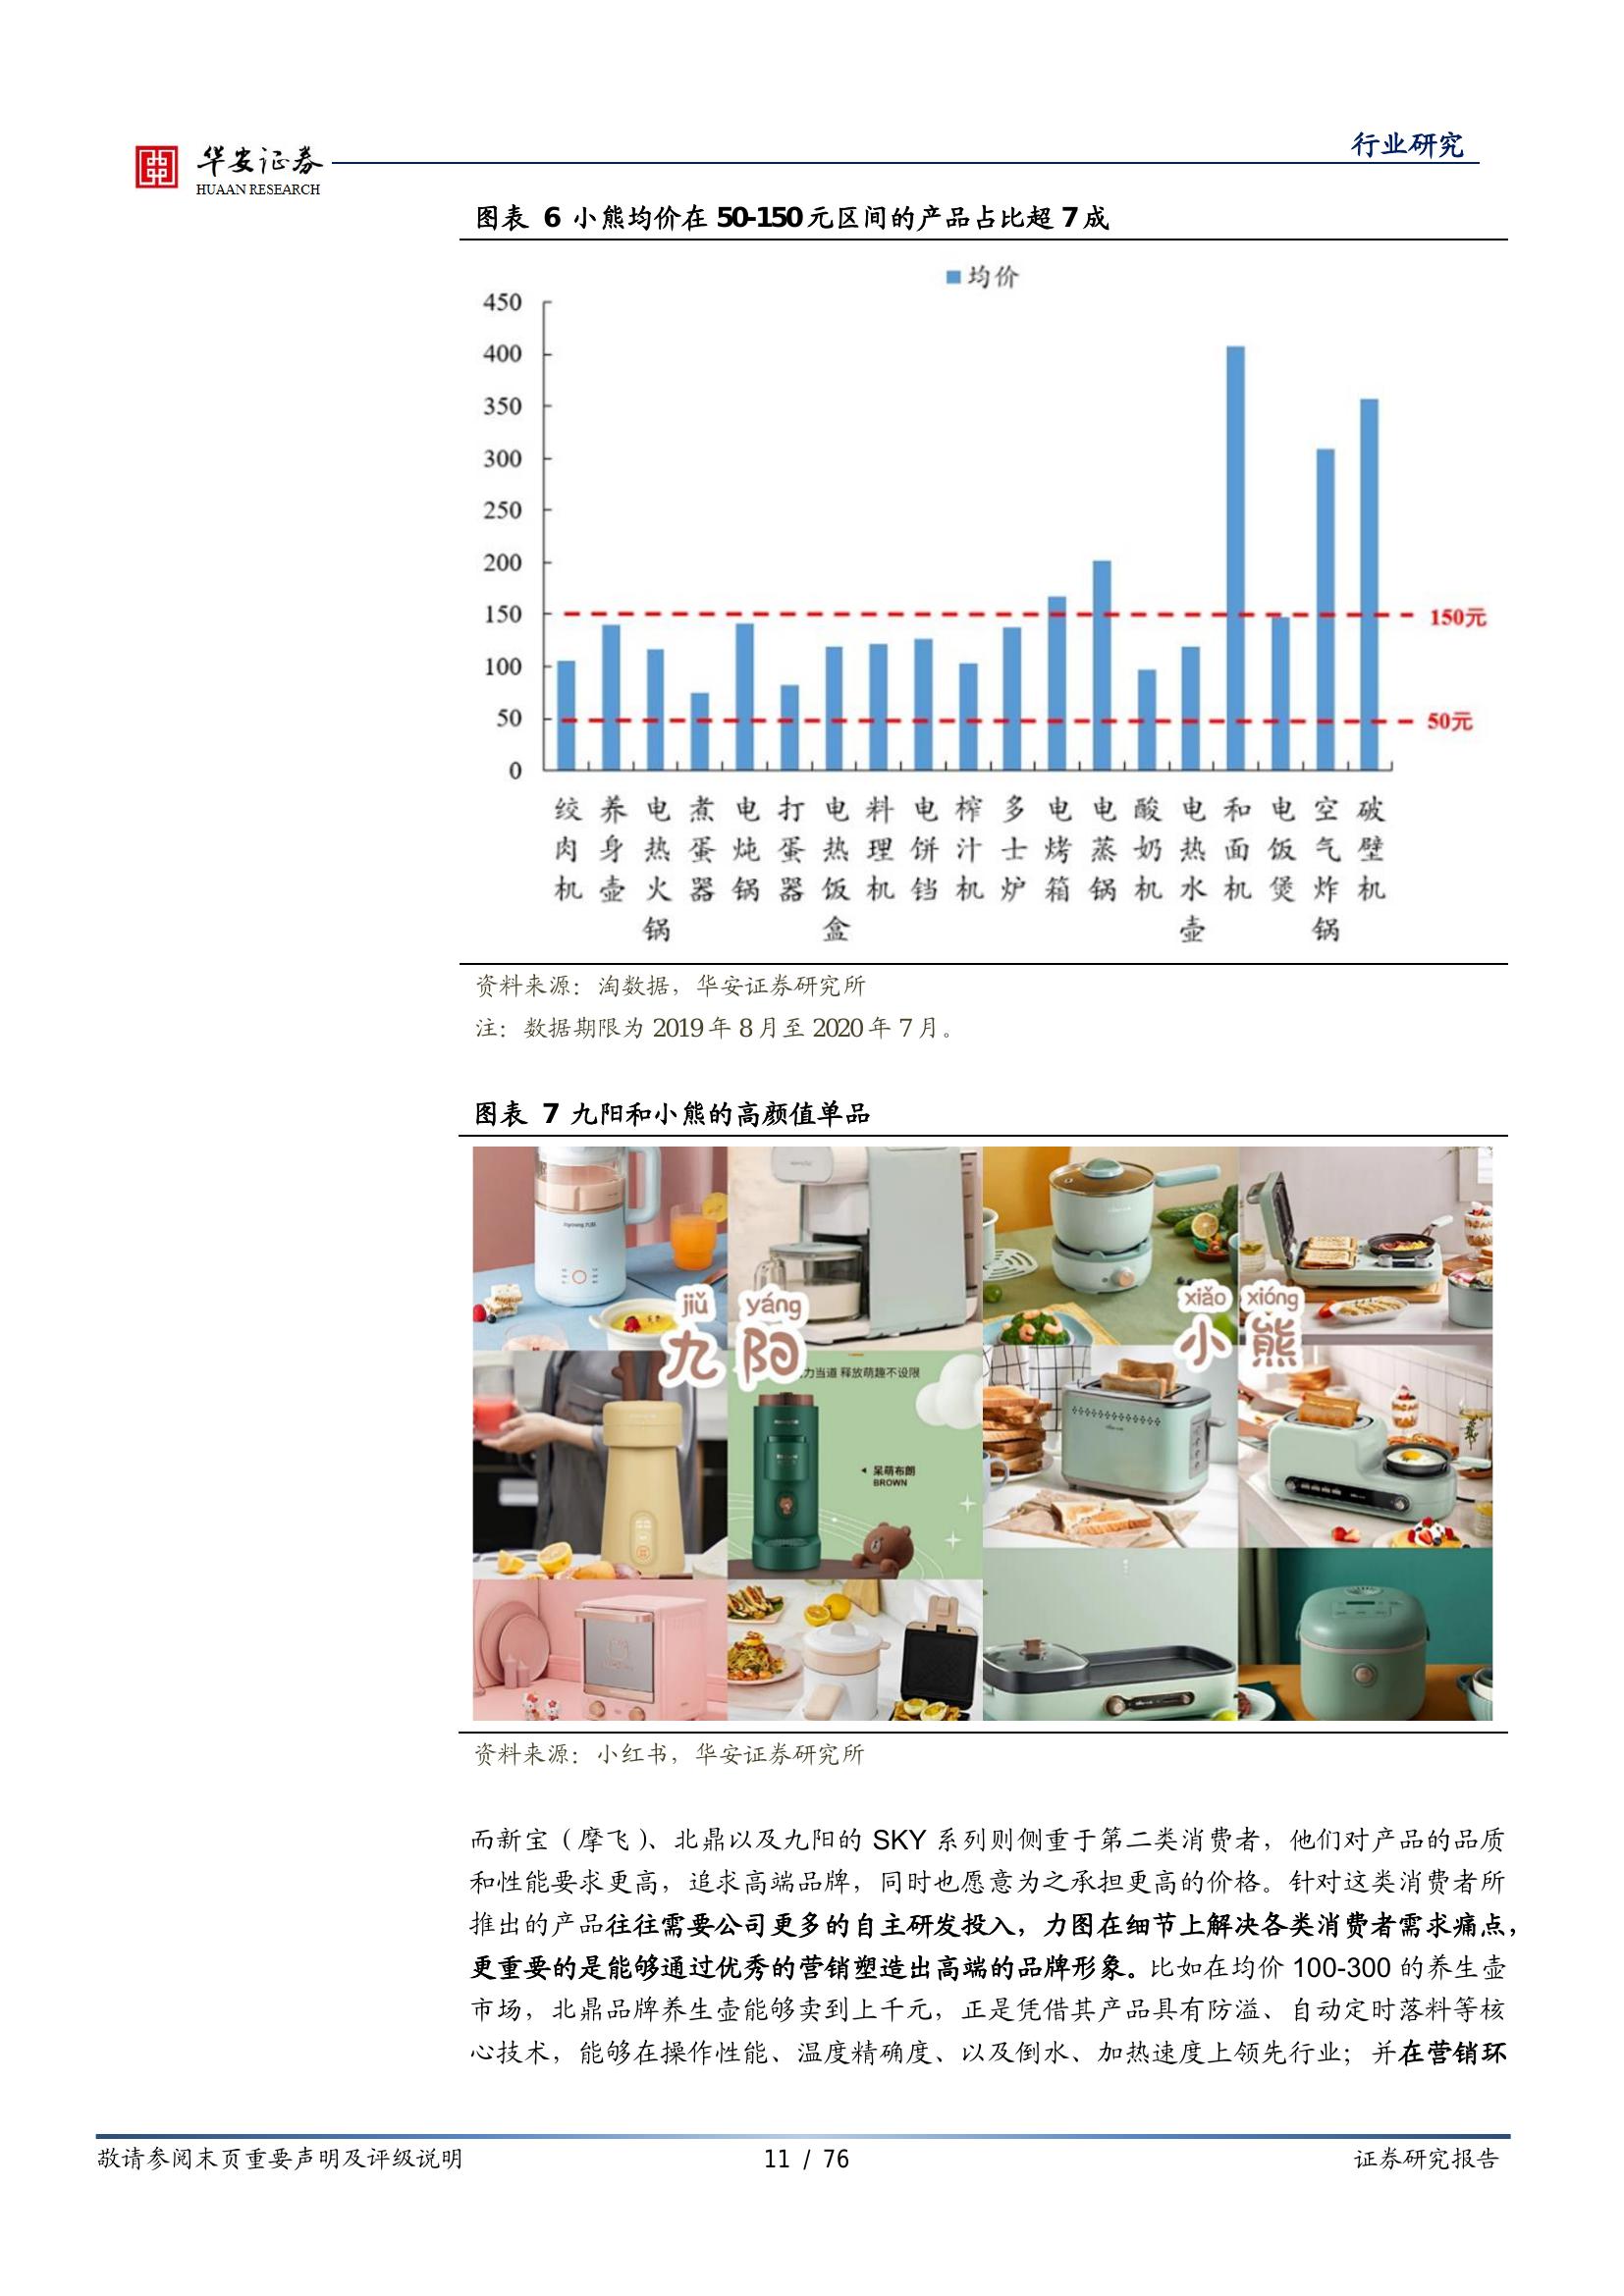 华安证券
HUAAN RESEARCH
行业研究
图表 6 小熊均价在 50-150 元区间的产品占比超 7 成
均价
450
400
350
300
250
200
150
100
50
0
150元
50元
绞肉机 养身壶 电热火锅 煮蛋器 电炖锅 打蛋器 电热饭盒 料理机 电饼铛 榨汁机 多士炉 电烤箱 电蒸锅 酸奶机 电热水壶 和面机 电饭煲 空气炸锅 破壁机
资料来源：淘数据，华安证券研究所
注：数据期限为 2019 年 8 月至 2020 年 7 月。
图表 7 九阳和小熊的高颜值单品
jiǔ yáng
九阳
xiǎo xióng
小熊
力当道 释放萌趣不设限
呆萌布朗
BROWN
资料来源：小红书，华安证券研究所
而新宝（摩飞）、北鼎以及九阳的 SKY 系列则侧重于第二类消费者，他们对产品的品质
和性能要求更高，追求高端品牌，同时也愿意为之承担更高的价格。针对这类消费者所
推出的产品往往需要公司更多的自主研发投入，力图在细节上解决各类消费者需求痛点，
更重要的是能够通过优秀的营销塑造出高端的品牌形象。比如在均价 100-300 的养生壶
市场，北鼎品牌养生壶能够卖到上千元，正是凭借其产品具有防溢、自动定时落料等核
心技术，能够在操作性能、温度精确度、以及倒水、加热速度上领先行业；并在营销环
敬请参阅末页重要声明及评级说明
11 / 76
证券研究报告